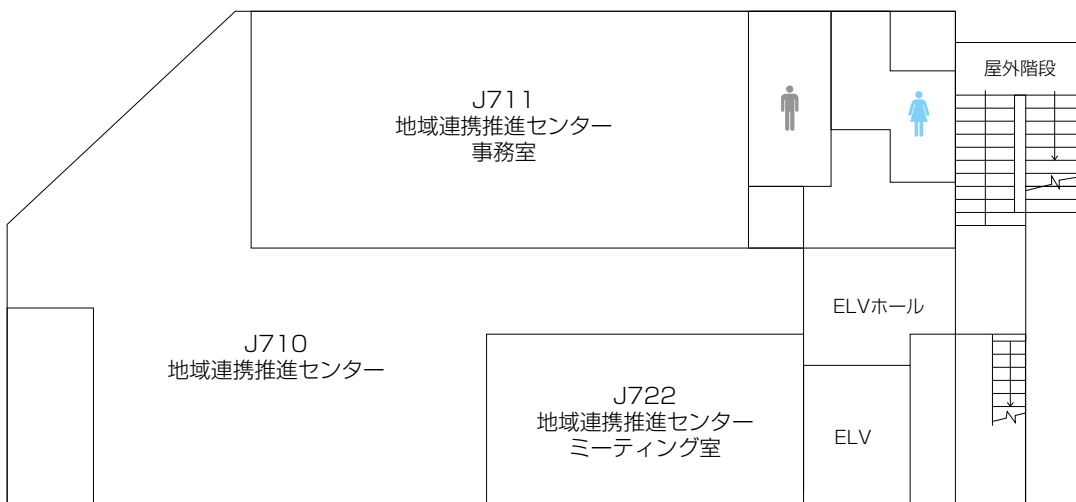 屋外階段
J711
地域連携推進センター
事務室
ELVホール
J710
地域連携推進センター
J722
地域連携推進センター
ミーティング室
ELV